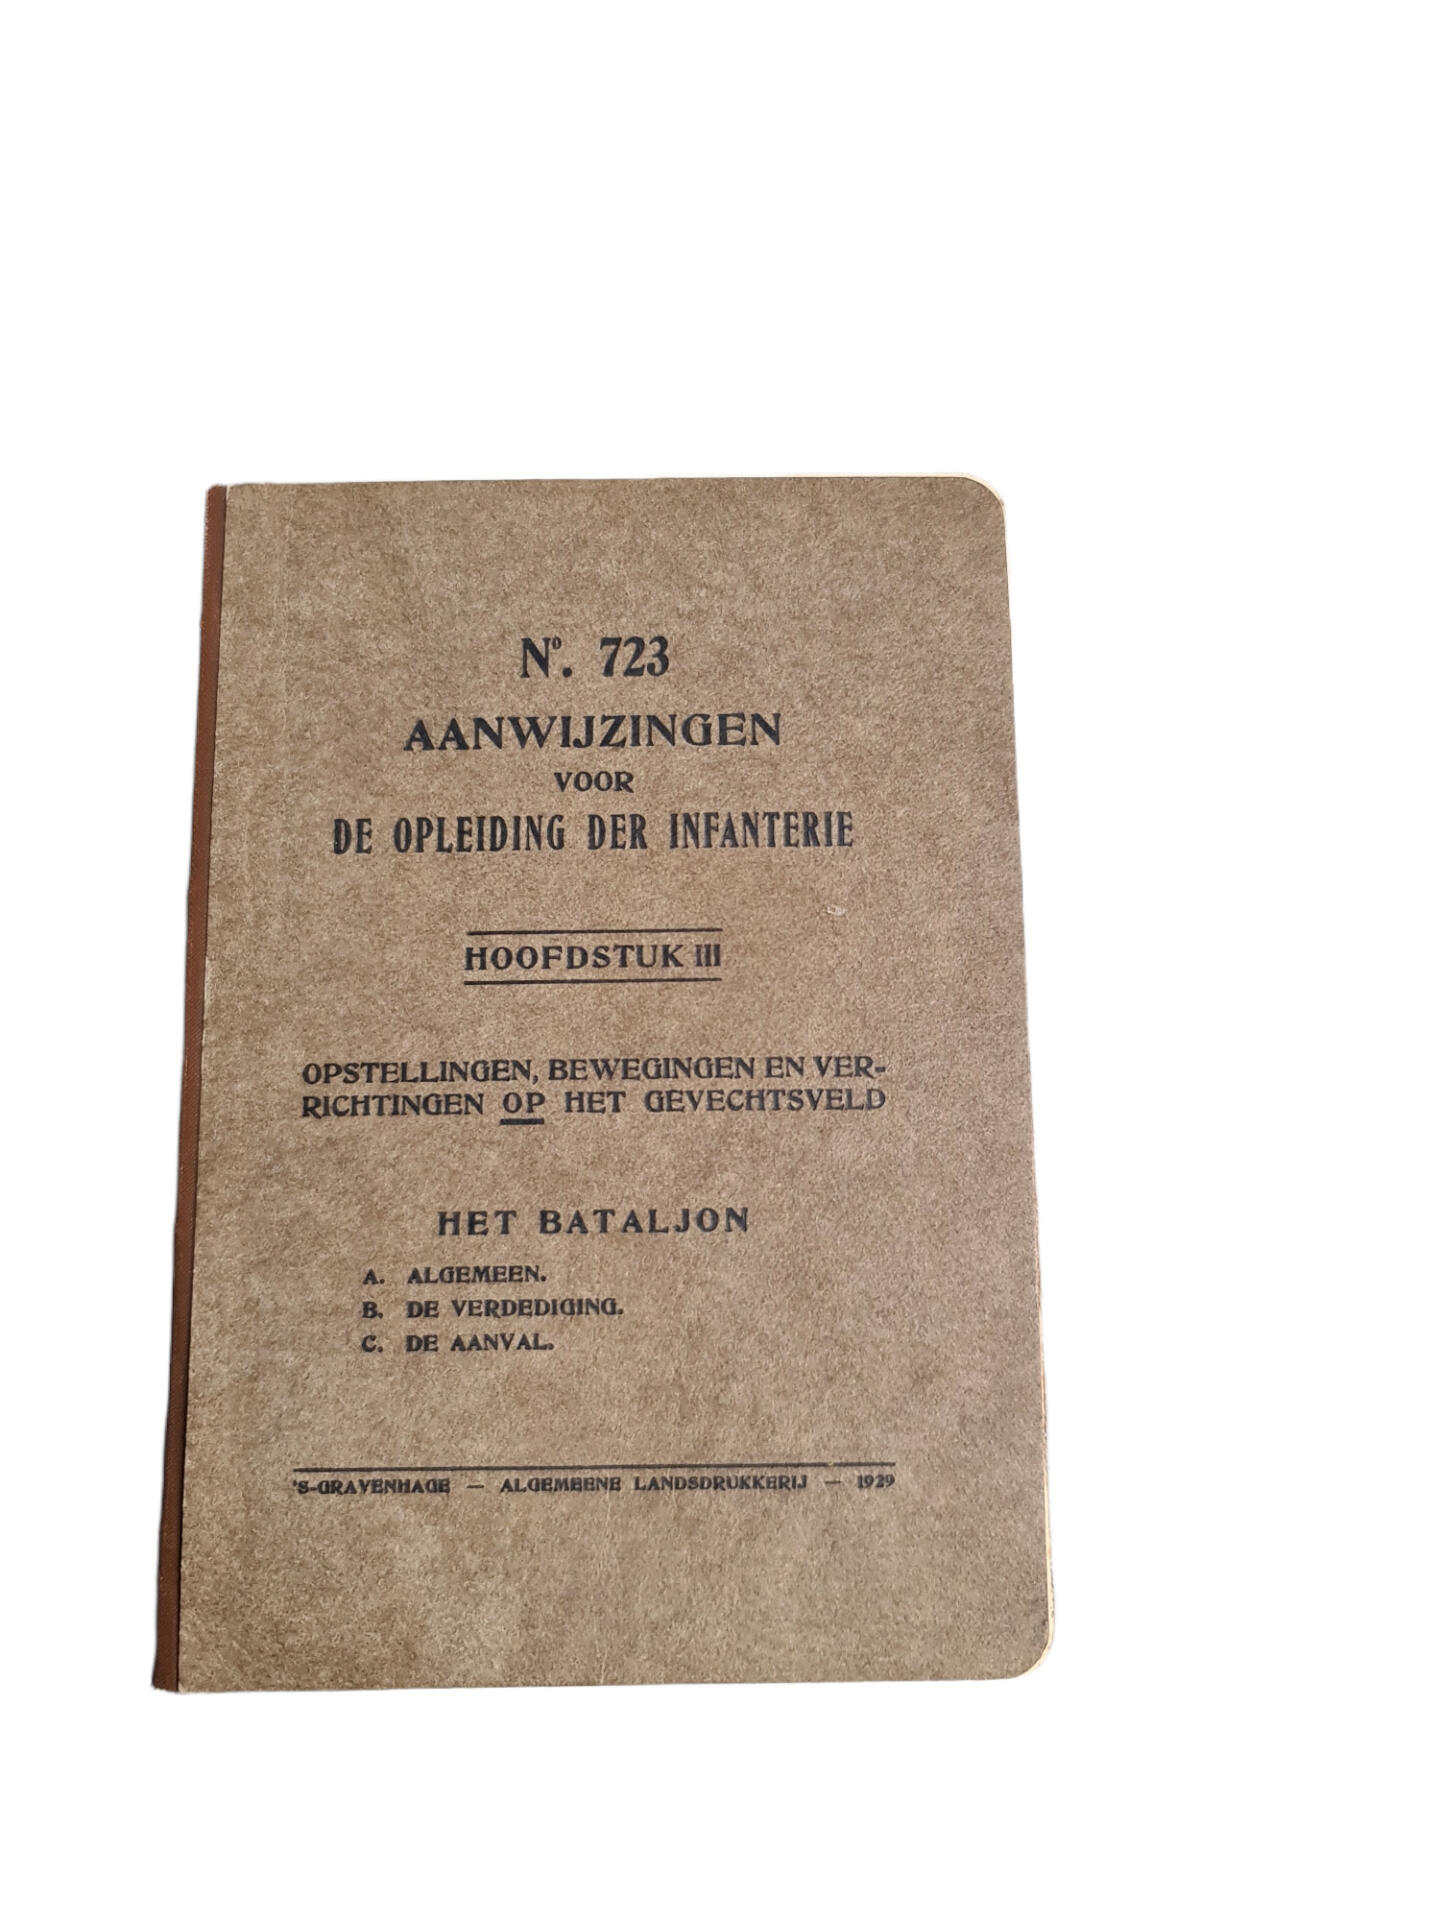 Nº. 723
AANWIJZINGEN
VOOR
DE OPLEIDING DER INFANTERIE
HOOFDSTUK III
OPSTELLINGEN, BEWEGINGEN EN VER-
RICHTINGEN OP HET GEVECHTSVELD
HET BATALJON
A. ALGEMEEN.
B. DE VERDEDIGING.
C. DE AANVAL.
'S-GRAVENHAGE — ALGEMEENE LANDSDRUKKERIJ — 1929